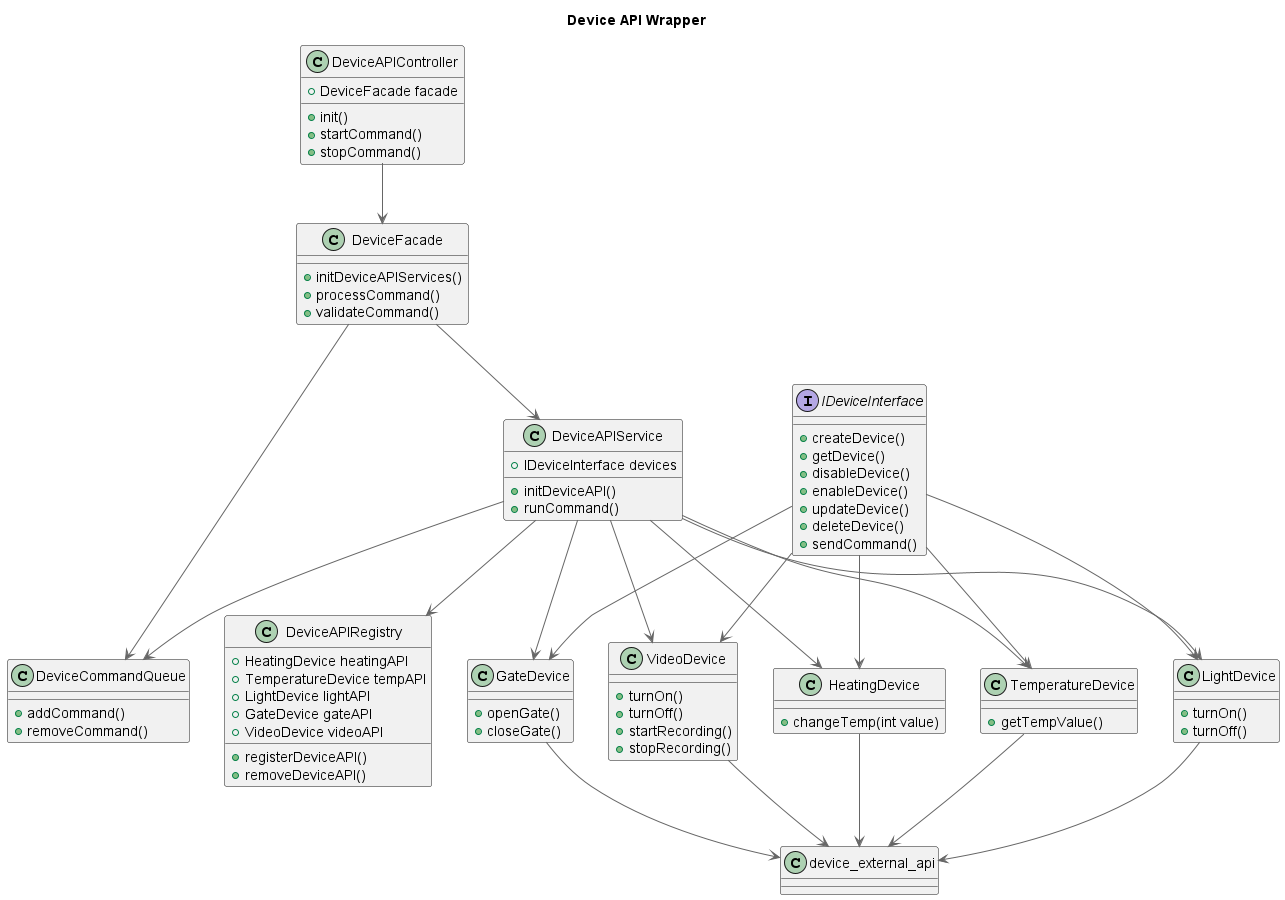 Device API Wrapper
C DeviceAPIController
DeviceFacade facade
init()
startCommand()
stopCommand()
C DeviceFacade
initDeviceAPIServices()
processCommand()
validateCommand()
C DeviceAPIService
IDeviceInterface devices
initDeviceAPI()
runCommand()
I IDeviceInterface
createDevice()
getDevice()
disableDevice()
enableDevice()
updateDevice()
deleteDevice()
sendCommand()
C DeviceCommandQueue
addCommand()
removeCommand()
C DeviceAPIRegistry
HeatingDevice heatingAPI
TemperatureDevice tempAPI
LightDevice lightAPI
GateDevice gateAPI
VideoDevice videoAPI
registerDeviceAPI()
removeDeviceAPI()
C GateDevice
openGate()
closeGate()
C VideoDevice
turnOn()
turnOff()
startRecording()
stopRecording()
C HeatingDevice
changeTemp(int value)
C TemperatureDevice
getTempValue()
C LightDevice
turnOn()
turnOff()
C device_external_api